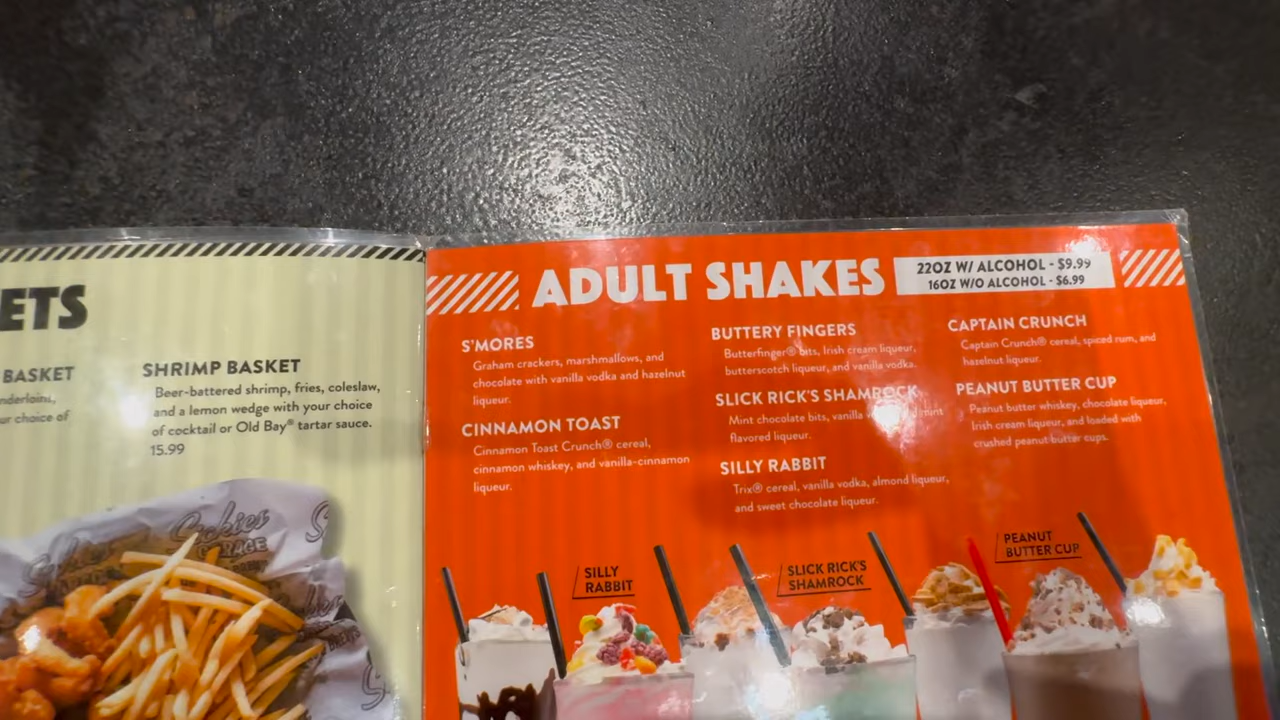 ETS
BASKET
nderloins,
ur choice of
SHRIMP BASKET
Beer-battered shrimp, fries, coleslaw,
and a lemon wedge with your choice
of cocktail or Old Bay® tartar sauce.
15.99
Sickies
GARAGE
ADULT SHAKES
22OZ W/ ALCOHOL - $9.99
16OZ W/O ALCOHOL - $6.99
S'MORES
Graham crackers, marshmallows, and
chocolate with vanilla vodka and hazelnut
liqueur.
CINNAMON TOAST
Cinnamon Toast Crunch® cereal,
cinnamon whiskey, and vanilla-cinnamon
liqueur.
BUTTERY FINGERS
Butterfinger® bits, Irish cream liqueur,
butterscotch liqueur, and vanilla vodka.
SLICK RICK'S SHAMROCK
Mint chocolate bits, vanilla mint
flavored liqueur.
SILLY RABBIT
Trix® cereal, vanilla vodka, almond liqueur,
and sweet chocolate liqueur.
CAPTAIN CRUNCH
Captain Crunch® cereal, spiced rum, and
hazelnut liqueur.
PEANUT BUTTER CUP
Peanut butter whiskey, chocolate liqueur,
Irish cream liqueur, and loaded with
crushed peanut butter cups.
SILLY
RABBIT
SLICK RICK'S
SHAMROCK
PEANUT
BUTTER CUP